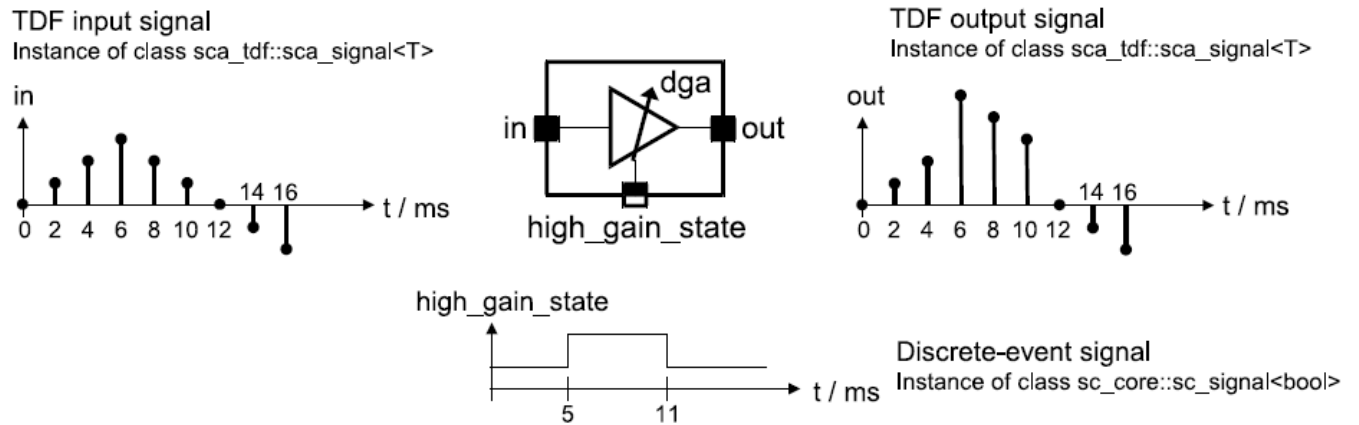 TDF input signal
Instance of class sca_tdf::sca_signal<T>
in
14 16
t / ms
0 2 4 6 8 10 12
dga
in
out
high_gain_state
TDF output signal
Instance of class sca_tdf::sca_signal<T>
out
14 16
t / ms
0 2 4 6 8 10 12
high_gain_state
t / ms
5 11
Discrete-event signal
Instance of class sc_core::sc_signal<bool>